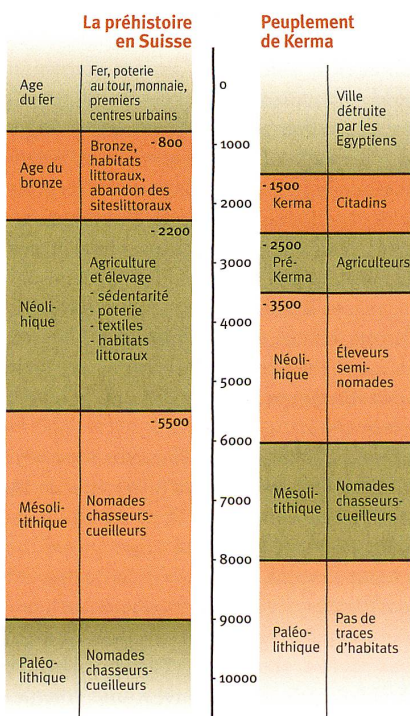 La préhistoire
en Suisse
Age
du fer
Fer, poterie
au tour, monnaie,
premiers
centres urbains
- 800
Age du
bronze
Bronze,
habitats
littoraux,
abandon des
siteslittoraux
- 2200
Néoli-
hique
Agriculture
et élevage
- sédentarité
- poterie
- textiles
- habitats
littoraux
- 5500
Mésoli-
tithique
Nomades
chasseurs-
cueilleurs
Paléo-
lithique
Nomades
chasseurs-
cueilleurs
0
1000
2000
3000
4000
5000
6000
7000
8000
9000
10000
Peuplement
de Kerma
Ville
détruite
par les
Egyptiens
- 1500
Kerma
Citadins
- 2500
Pré-
Kerma
Agriculteurs
- 3500
Néoli-
hique
Éleveurs
semi-
nomades
Mésoli-
tithique
Nomades
chasseurs-
cueilleurs
Paléo-
lithique
Pas de
traces
d'habitats